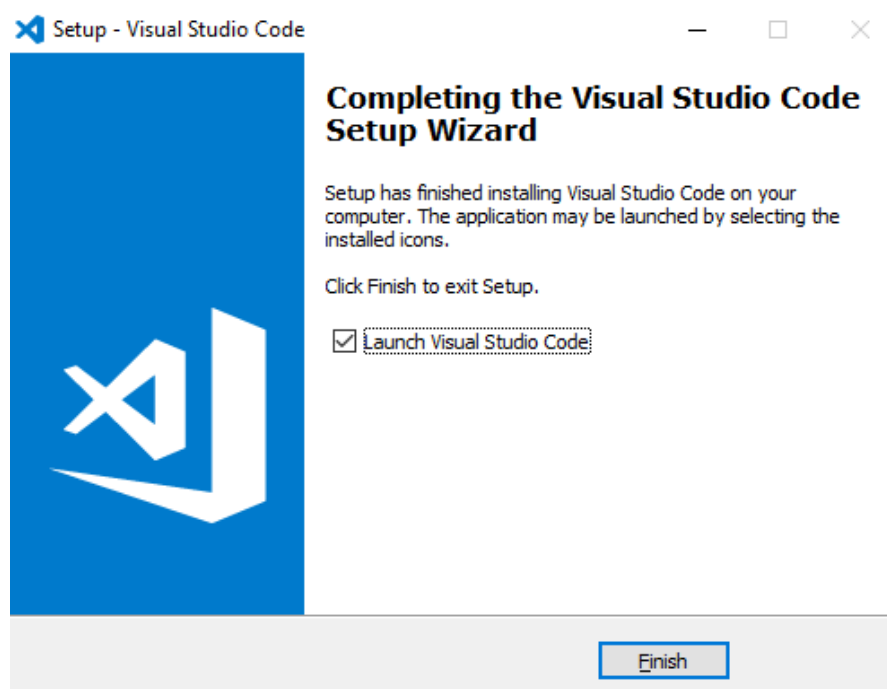 Setup - Visual Studio Code
Completing the Visual Studio Code
Setup Wizard
Setup has finished installing Visual Studio Code on your
computer. The application may be launched by selecting the
installed icons.
Click Finish to exit Setup.
Launch Visual Studio Code
Finish